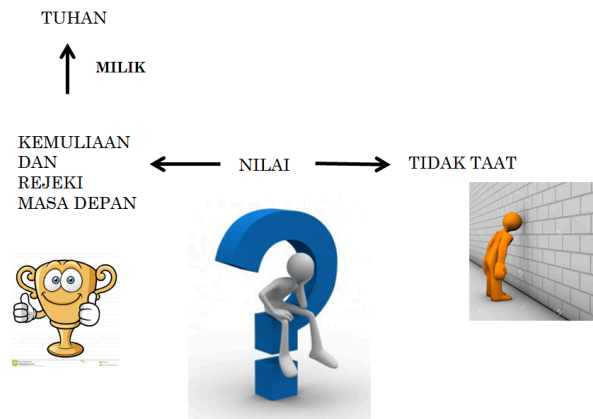 TUHAN
MILIK
KEMULIAAN
DAN
REJEKI
MASA DEPAN
NILAI
TIDAK TAAT